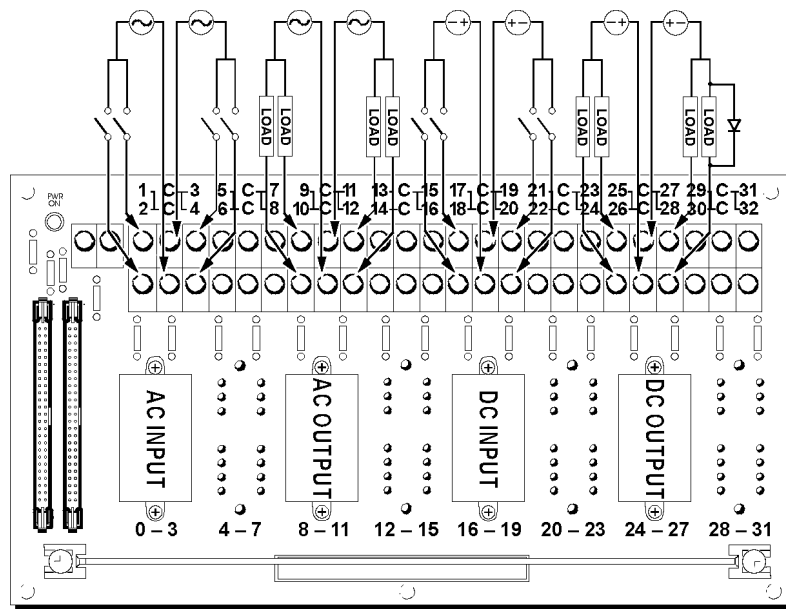 LOAD LOAD LOAD LOAD LOAD LOAD LOAD LOAD
PWR
ON
1 C 3 5 C 7 9 C 11 13 C 15 17 C 19 21 C 23 25 C 27 29 C 31
2 C 4 6 C 8 10 C 12 14 C 16 18 C 20 22 C 24 26 C 28 30 C 32
AC INPUT
AC OUTPUT
DC INPUT
DC OUTPUT
0 – 3 4 – 7 8 – 11 12 – 15 16 – 19 20 – 23 24 – 27 28 – 31